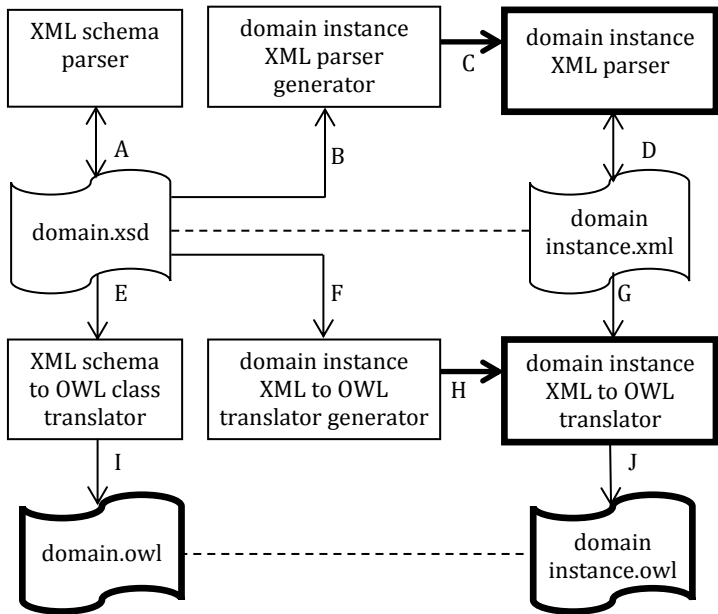 XML schema
parser
domain instance
XML parser
generator
C
domain instance
XML parser
A
B
D
domain.xsd
domain
instance.xml
E
F
G
XML schema
to OWL class
translator
domain instance
XML to OWL
translator generator
H
domain instance
XML to OWL
translator
I
J
domain.owl
domain
instance.owl